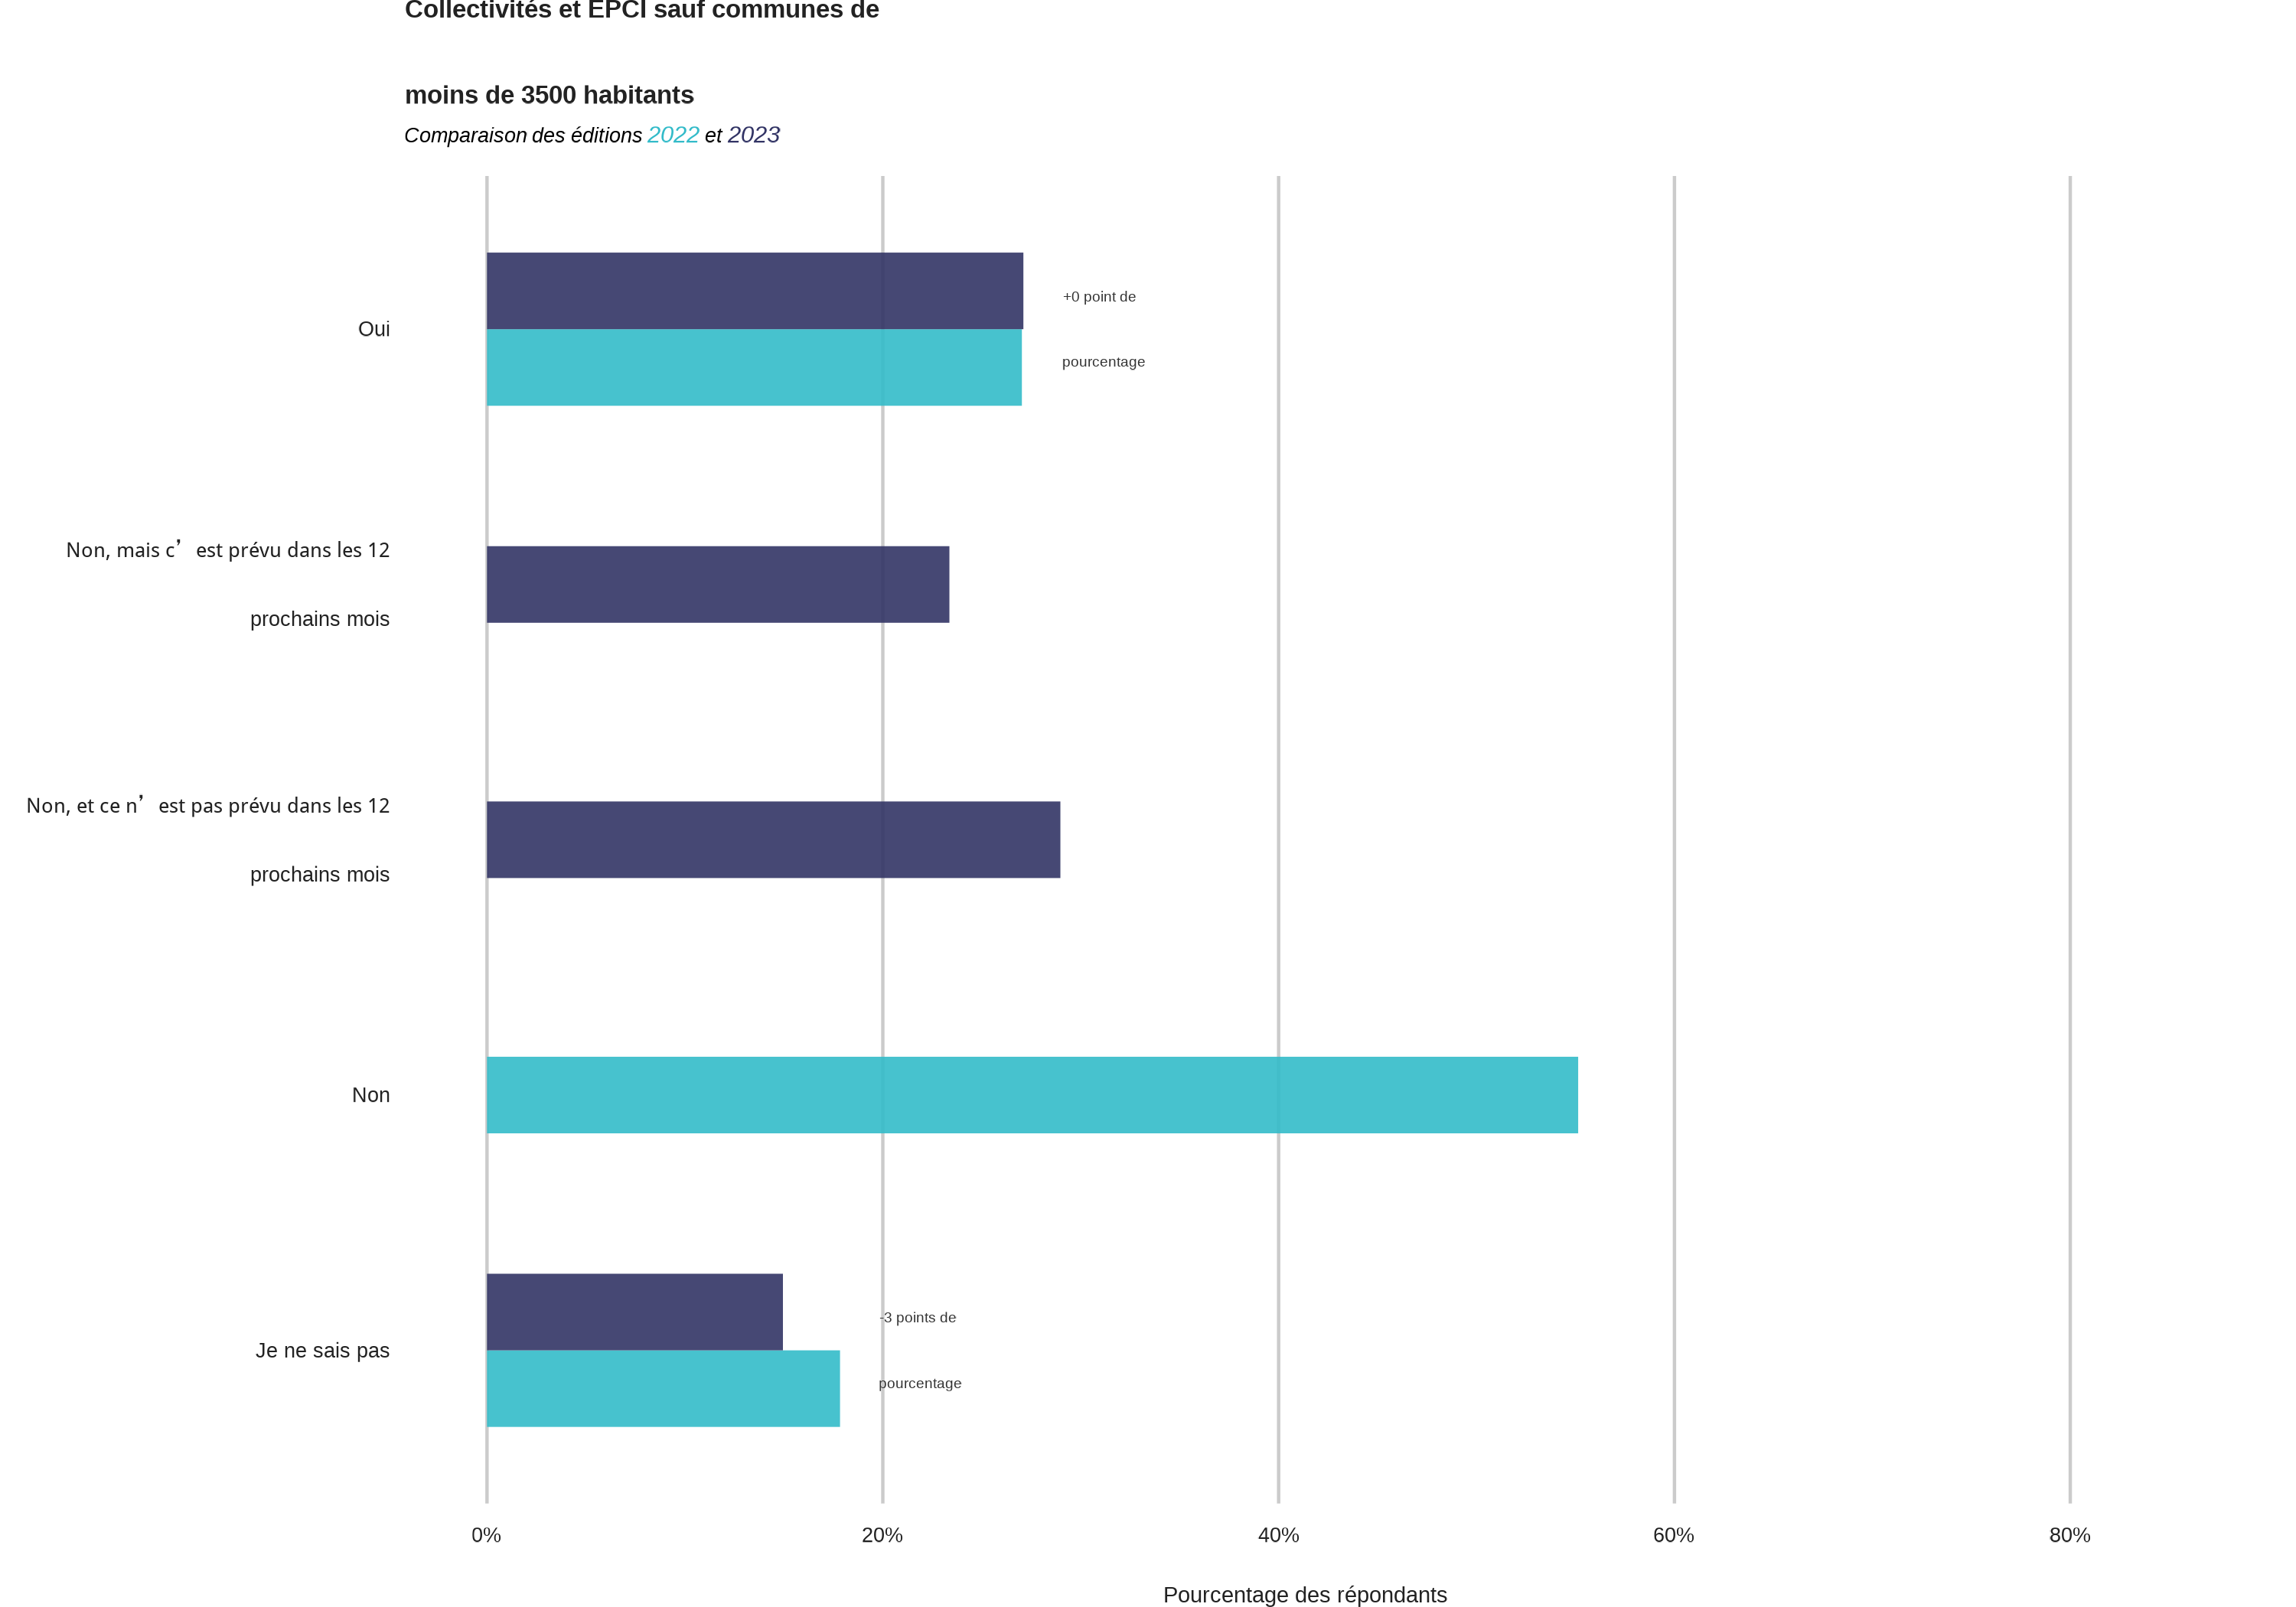 Collectivités et EPCI sauf communes de
moins de 3500 habitants
Comparaison des éditions 2022 et 2023
+0 point de
Oui
pourcentage
Non, mais c’est prévu dans les 12
prochains mois
Non, et ce n’est pas prévu dans les 12
prochains mois
Non
-3 points de
Je ne sais pas
pourcentage
0% 20% 40% 60% 80%
Pourcentage des répondants